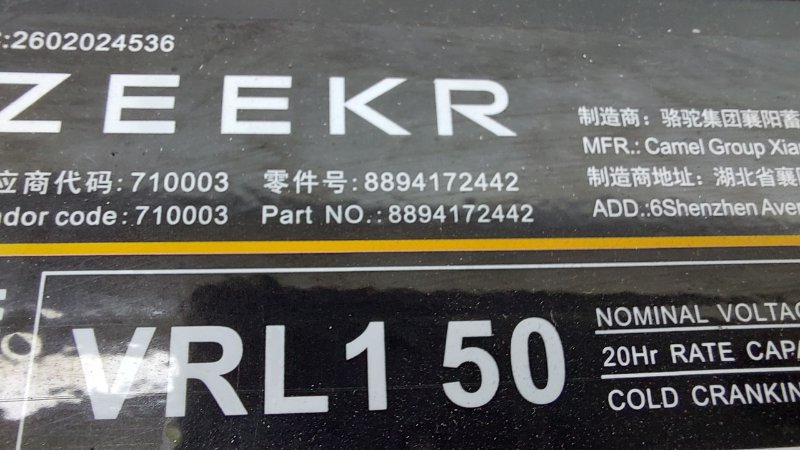 :2602024536
ZEEKR
制造商: 骆驼集团襄阳蓄
MFR.: Camel Group Xia
应商代码: 710003 零件号: 8894172442
dor code: 710003 Part NO.: 8894172442
制造商地址: 湖北省襄
ADD.:6Shenzhen Aven
VRL1 50
NOMINAL VOLTAG
20Hr RATE CAPA
COLD CRANKIN